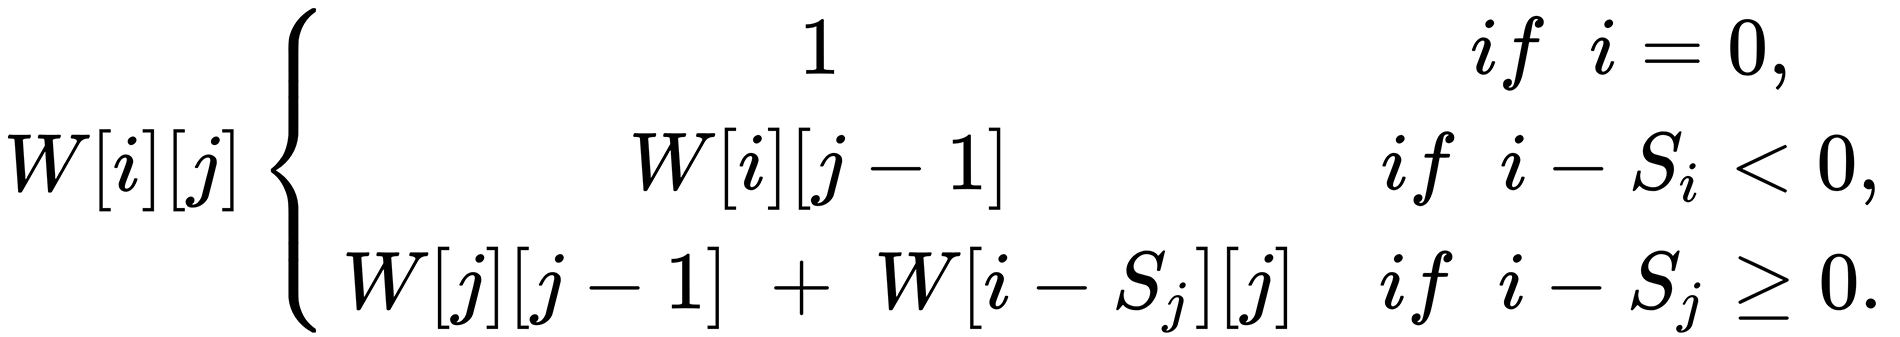 1 if i = 0,
W[i][j] { W[i][j − 1] if i − S_i < 0,
W[j][j − 1] + W[i − S_j][j] if i − S_j ≥ 0.